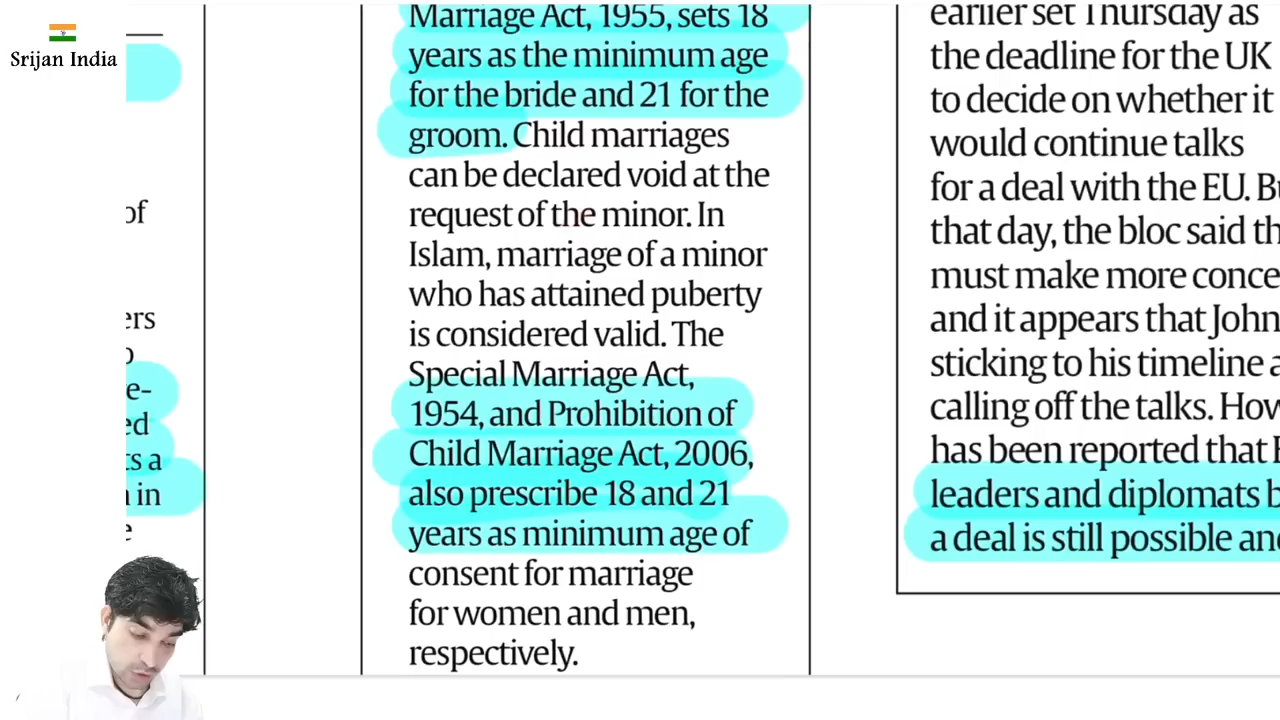 Srijan India
of
ers
re-
ed
ts a
in
Marriage Act, 1955, sets 18
years as the minimum age
for the bride and 21 for the
groom. Child marriages
can be declared void at the
request of the minor. In
Islam, marriage of a minor
who has attained puberty
is considered valid. The
Special Marriage Act,
1954, and Prohibition of
Child Marriage Act, 2006,
also prescribe 18 and 21
years as minimum age of
consent for marriage
for women and men,
respectively.
earlier set Thursday as
the deadline for the UK
to decide on whether it
would continue talks
for a deal with the EU.
that day, the bloc said
must make more
and it appears that
sticking to his timeline
calling off the talks.
has been reported that
leaders and diplomats
a deal is still possible